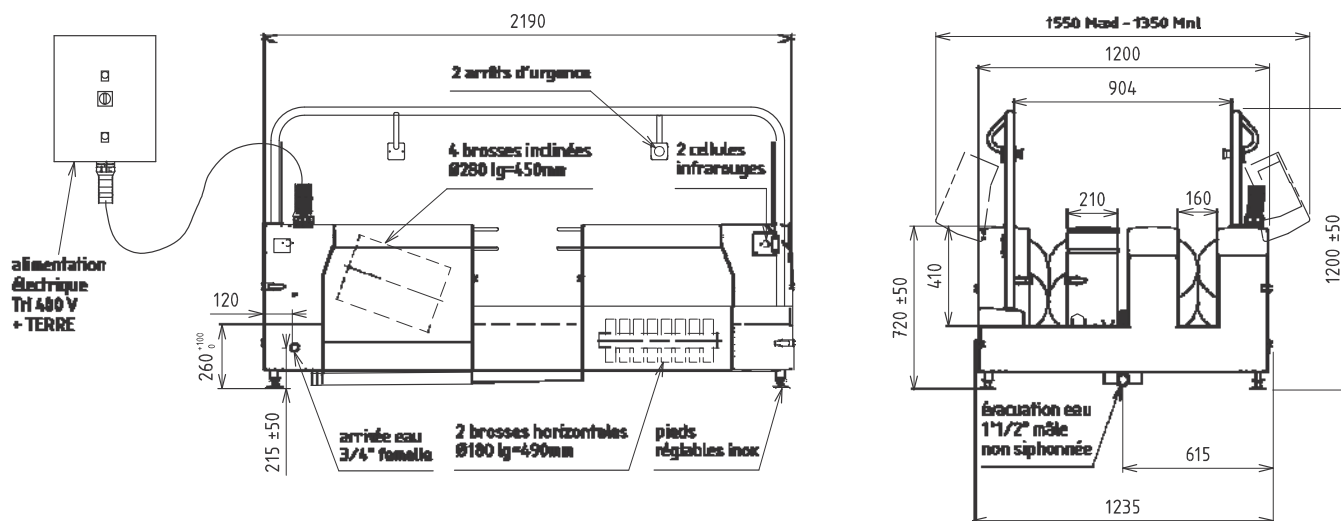 2190
2 arrêts d'urgence
4 brosses inclinées
Ø280 lg=450mm
2 cellules
infrarouges
alimentation
électrique
Tri 400 V
+ TERRE
120
260 +100 0
215 ±50
arrivée eau
3/4" femelle
2 brosses horizontales
Ø180 lg=490mm
pieds
réglables inox
1550 Maxi - 1350 Mini
1200
904
210
160
410
720 ±50
1200 ±50
évacuation eau
1"1/2" mâle
non siphonnée
615
1235